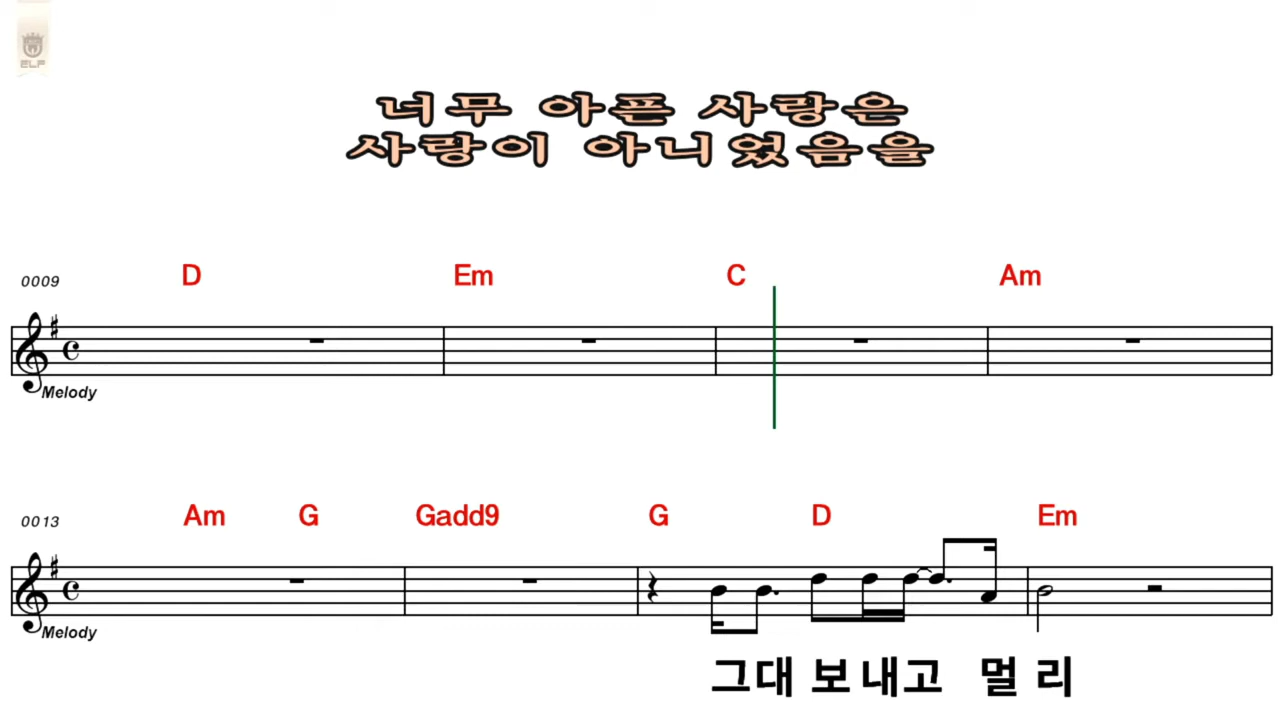 ELF
너무 아픈 사랑은
사랑이 아니었음을
0009 D Em C Am
Melody
0013 Am G Gadd9 G D Em
Melody
그대 보내고 멀리